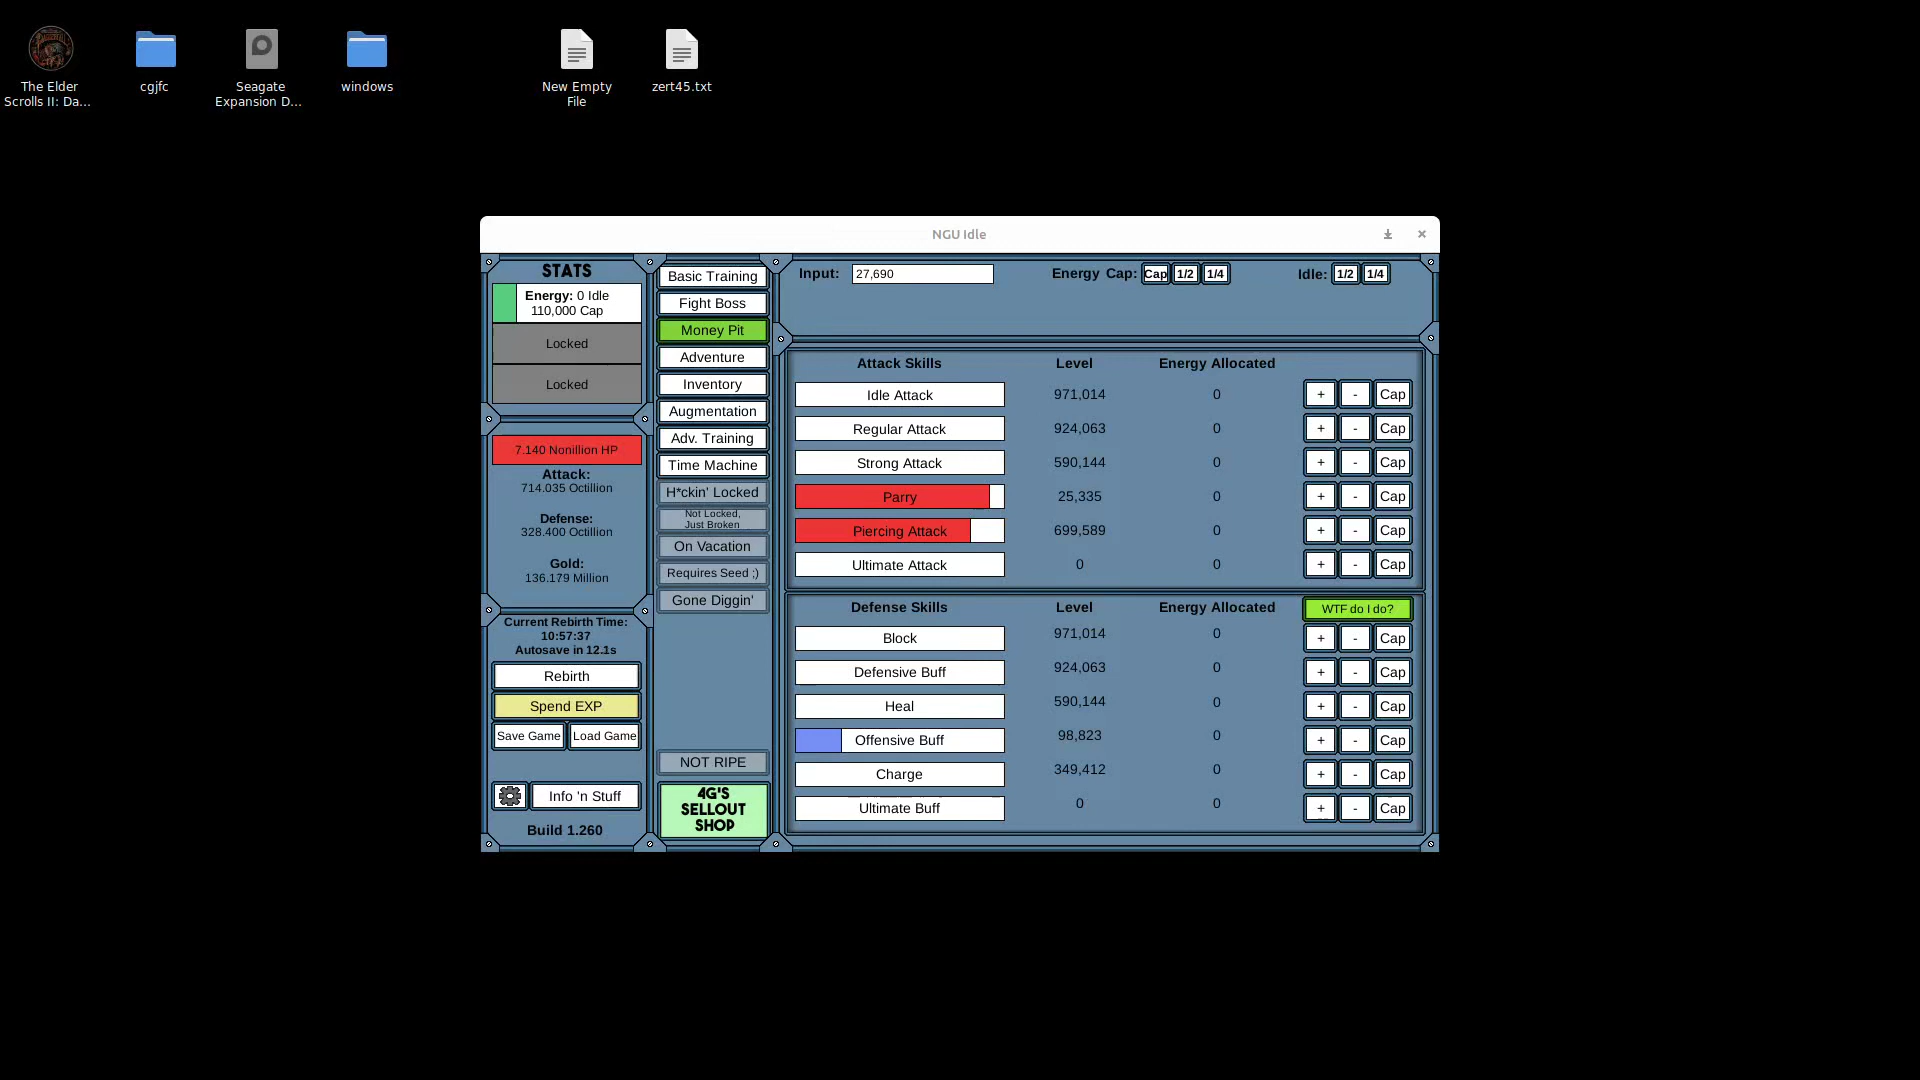 The Elder
Scrolls II: Da...
cgjfc
Seagate
Expansion D...
windows
New Empty
File
zert45.txt
NGU Idle
STATS
Energy: 0 Idle
110,000 Cap
Locked
Locked
7.140 Nonillion HP
Attack:
714.035 Octillion
Defense:
328.400 Octillion
Gold:
136.179 Million
Current Rebirth Time:
10:57:37
Autosave in 12.1s
Rebirth
Spend EXP
Save Game Load Game
Info 'n Stuff
Build 1.260
Basic Training
Fight Boss
Money Pit
Adventure
Inventory
Augmentation
Adv. Training
Time Machine
H*ckin' Locked
Not Locked,
Just Broken
On Vacation
Requires Seed ;)
Gone Diggin'
NOT RIPE
4G'S
SELLOUT
SHOP
Input: 27,690 Energy Cap: Cap 1/2 1/4 Idle: 1/2 1/4
Attack Skills Level Energy Allocated
Idle Attack 971,014 0 + - Cap
Regular Attack 924,063 0 + - Cap
Strong Attack 590,144 0 + - Cap
Parry 25,335 0 + - Cap
Piercing Attack 699,589 0 + - Cap
Ultimate Attack 0 0 + - Cap
Defense Skills Level Energy Allocated WTF do I do?
Block 971,014 0 + - Cap
Defensive Buff 924,063 0 + - Cap
Heal 590,144 0 + - Cap
Offensive Buff 98,823 0 + - Cap
Charge 349,412 0 + - Cap
Ultimate Buff 0 0 + - Cap